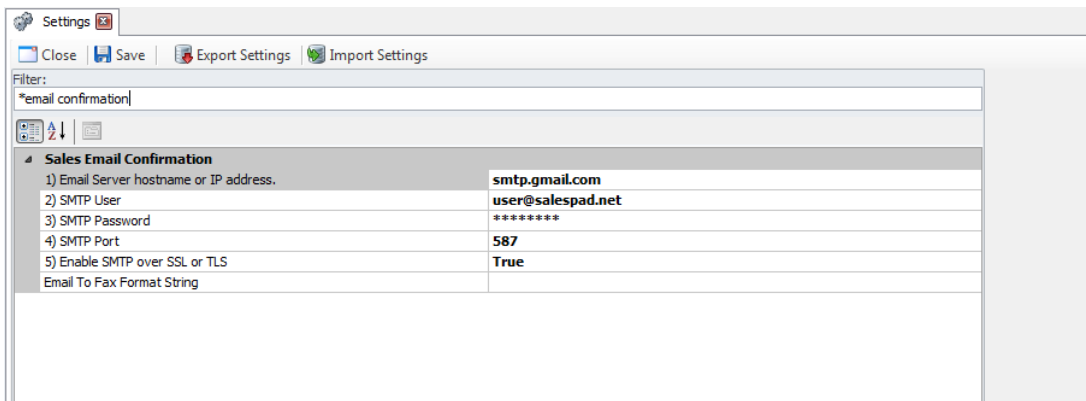 Settings
Close Save Export Settings Import Settings
Filter:
*email confirmation
Sales Email Confirmation
1) Email Server hostname or IP address. smtp.gmail.com
2) SMTP User user@salespad.net
3) SMTP Password ********
4) SMTP Port 587
5) Enable SMTP over SSL or TLS True
Email To Fax Format String